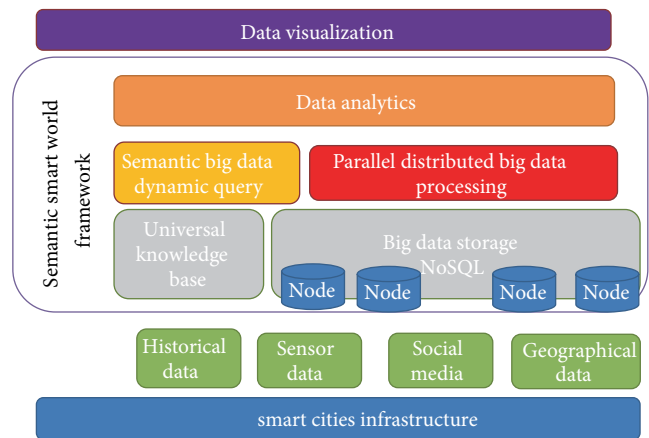 Data visualization
Semantic smart world
framework
Data analytics
Semantic big data
dynamic query
Parallel distributed big data
processing
Universal
knowledge
base
Big data storage
NoSQL
Node
Node
Node
Node
Historical
data
Sensor
data
Social
media
Geographical
data
smart cities infrastructure